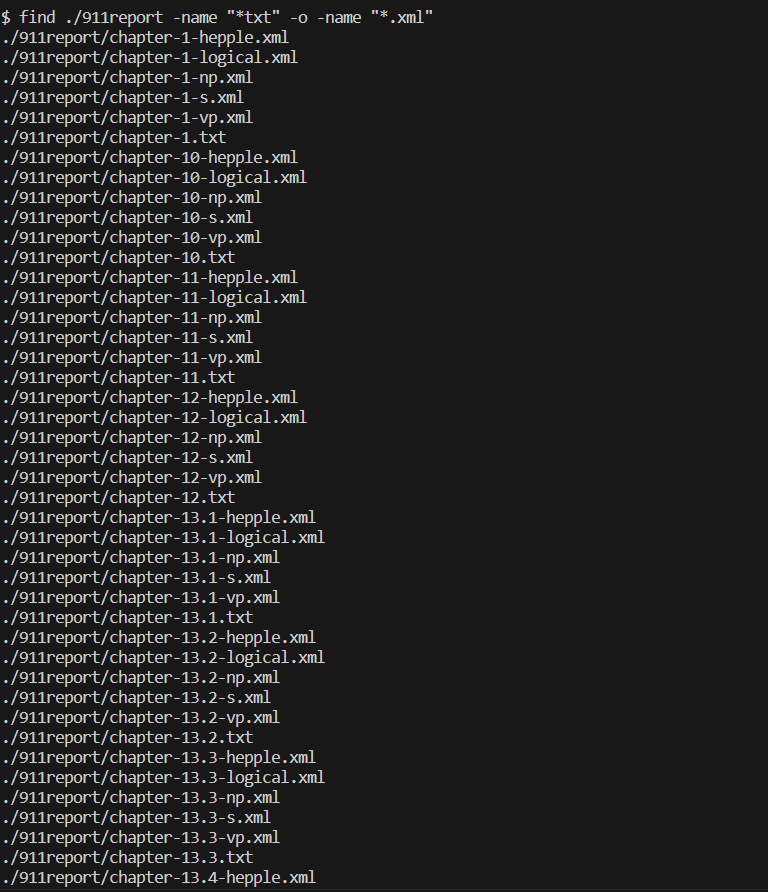 $ find ./911report -name "*txt" -o -name "*.xml"
./911report/chapter-1-hepple.xml
./911report/chapter-1-logical.xml
./911report/chapter-1-np.xml
./911report/chapter-1-s.xml
./911report/chapter-1-vp.xml
./911report/chapter-1.txt
./911report/chapter-10-hepple.xml
./911report/chapter-10-logical.xml
./911report/chapter-10-np.xml
./911report/chapter-10-s.xml
./911report/chapter-10-vp.xml
./911report/chapter-10.txt
./911report/chapter-11-hepple.xml
./911report/chapter-11-logical.xml
./911report/chapter-11-np.xml
./911report/chapter-11-s.xml
./911report/chapter-11-vp.xml
./911report/chapter-11.txt
./911report/chapter-12-hepple.xml
./911report/chapter-12-logical.xml
./911report/chapter-12-np.xml
./911report/chapter-12-s.xml
./911report/chapter-12-vp.xml
./911report/chapter-12.txt
./911report/chapter-13.1-hepple.xml
./911report/chapter-13.1-logical.xml
./911report/chapter-13.1-np.xml
./911report/chapter-13.1-s.xml
./911report/chapter-13.1-vp.xml
./911report/chapter-13.1.txt
./911report/chapter-13.2-hepple.xml
./911report/chapter-13.2-logical.xml
./911report/chapter-13.2-np.xml
./911report/chapter-13.2-s.xml
./911report/chapter-13.2-vp.xml
./911report/chapter-13.2.txt
./911report/chapter-13.3-hepple.xml
./911report/chapter-13.3-logical.xml
./911report/chapter-13.3-np.xml
./911report/chapter-13.3-s.xml
./911report/chapter-13.3-vp.xml
./911report/chapter-13.3.txt
./911report/chapter-13.4-hepple.xml